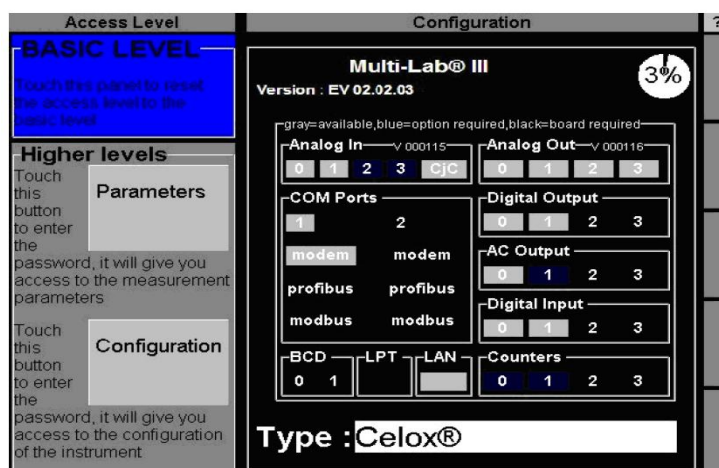 Access Level
Configuration
?
BASIC LEVEL
Touch this panel to reset
the access level to the
basic level
Higher levels
Touch
this
button
to enter
the
password, it will give you
access to the measurement
parameters
Parameters
Touch
this
button
to enter
the
password, it will give you
access to the configuration
of the instrument
Configuration
Multi-Lab® III
Version : EV 02.02.03
3%
gray=available,blue=option required,black=board required
Analog In V 000115
0 1 2 3 CjC
Analog Out V 000116
0 1 2 3
COM Ports
1 2
modem modem
profibus profibus
modbus modbus
Digital Output
0 1 2 3
AC Output
0 1 2 3
Digital Input
0 1 2 3
BCD
0 1
LPT
LAN
Counters
0 1 2 3
Type :Celox®